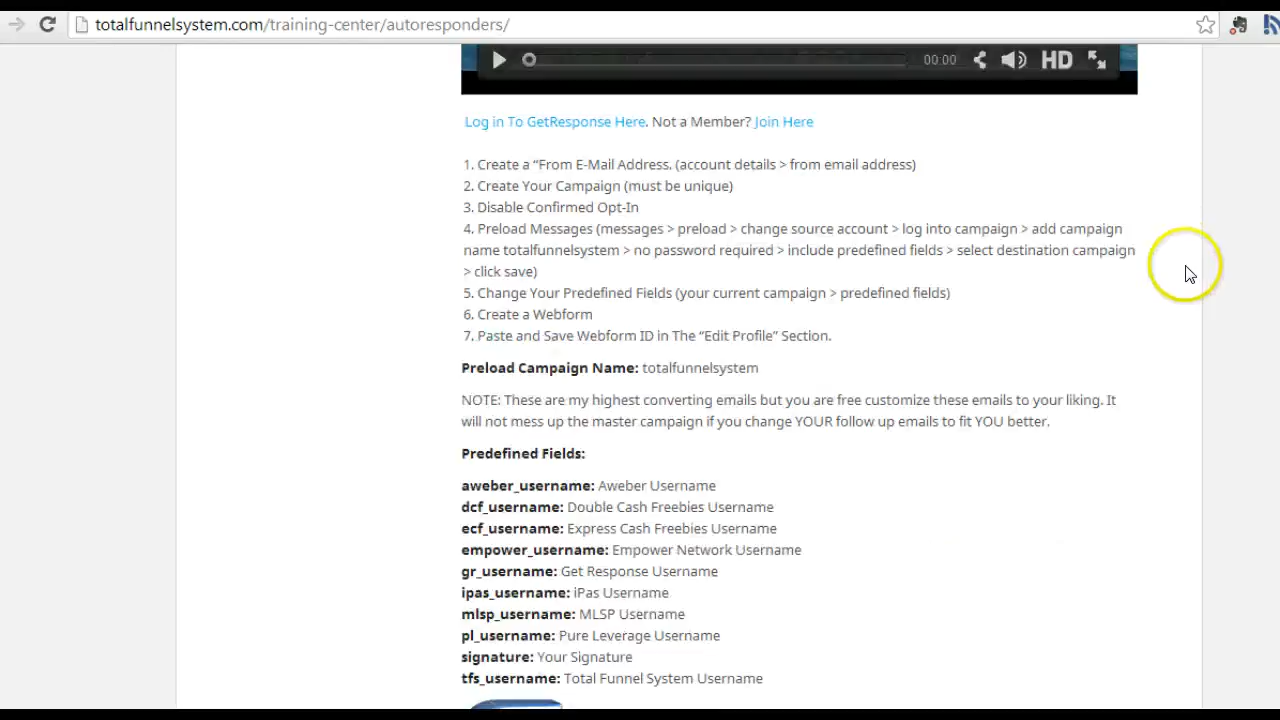 totalfunnelsystem.com/training-center/autoresponders/
00:00
HD
Log in To GetResponse Here. Not a Member? Join Here
1. Create a “From E-Mail Address. (account details > from email address)
2. Create Your Campaign (must be unique)
3. Disable Confirmed Opt-In
4. Preload Messages (messages > preload > change source account > log into campaign > add campaign
name totalfunnelsystem > no password required > include predefined fields > select destination campaign
> click save)
5. Change Your Predefined Fields (your current campaign > predefined fields)
6. Create a Webform
7. Paste and Save Webform ID in The “Edit Profile” Section.
Preload Campaign Name: totalfunnelsystem
NOTE: These are my highest converting emails but you are free customize these emails to your liking. It
will not mess up the master campaign if you change YOUR follow up emails to fit YOU better.
Predefined Fields:
aweber_username: Aweber Username
dcf_username: Double Cash Freebies Username
ecf_username: Express Cash Freebies Username
empower_username: Empower Network Username
gr_username: Get Response Username
ipas_username: iPas Username
mlsp_username: MLSP Username
pl_username: Pure Leverage Username
signature: Your Signature
tfs_username: Total Funnel System Username